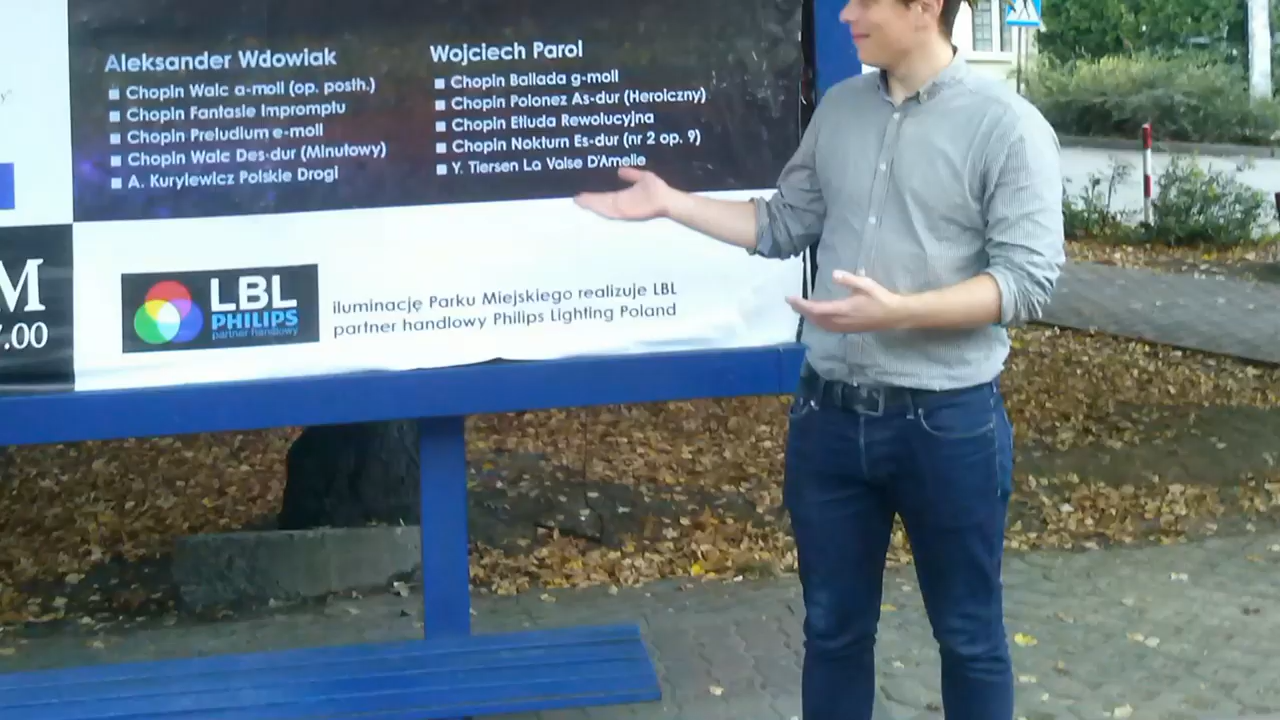 Aleksander Wdowiak
Chopin Walc a-moll (op. posth.)
Chopin Fantasie Impromptu
Chopin Preludium e-moll
Chopin Walc Des-dur (Minutowy)
A. Kurylewicz Polskie Drogi
Wojciech Parol
Chopin Ballada g-moll
Chopin Polonez As-dur (Heroiczny)
Chopin Etiuda Rewolucyjna
Chopin Nokturn Es-dur (nr 2 op. 9)
Y. Tiersen La Valse D'Amelie
M
.00
LBL
PHILIPS
partner handlowy
iluminację Parku Miejskiego realizuje LBL
partner handlowy Philips Lighting Poland